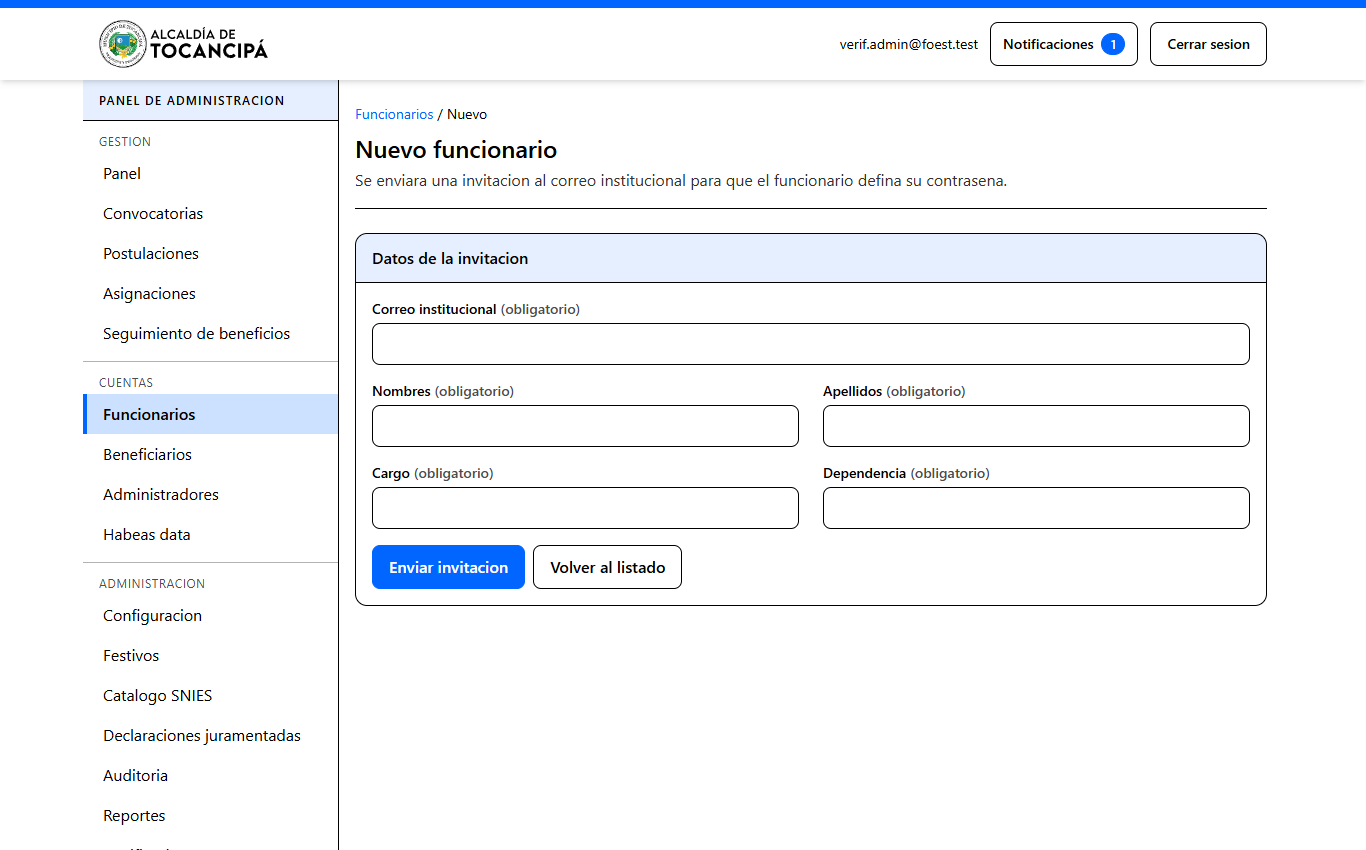 ALCALDÍA DE
TOCANCIPÁ
verif.admin@foest.test
Notificaciones 1
Cerrar sesion
PANEL DE ADMINISTRACION
GESTION
Panel
Convocatorias
Postulaciones
Asignaciones
Seguimiento de beneficios
CUENTAS
Funcionarios
Beneficiarios
Administradores
Habeas data
ADMINISTRACION
Configuracion
Festivos
Catalogo SNIES
Declaraciones juramentadas
Auditoria
Reportes
Funcionarios / Nuevo
Nuevo funcionario
Se enviara una invitacion al correo institucional para que el funcionario defina su contrasena.
Datos de la invitacion
Correo institucional (obligatorio)
Nombres (obligatorio)
Apellidos (obligatorio)
Cargo (obligatorio)
Dependencia (obligatorio)
Enviar invitacion
Volver al listado